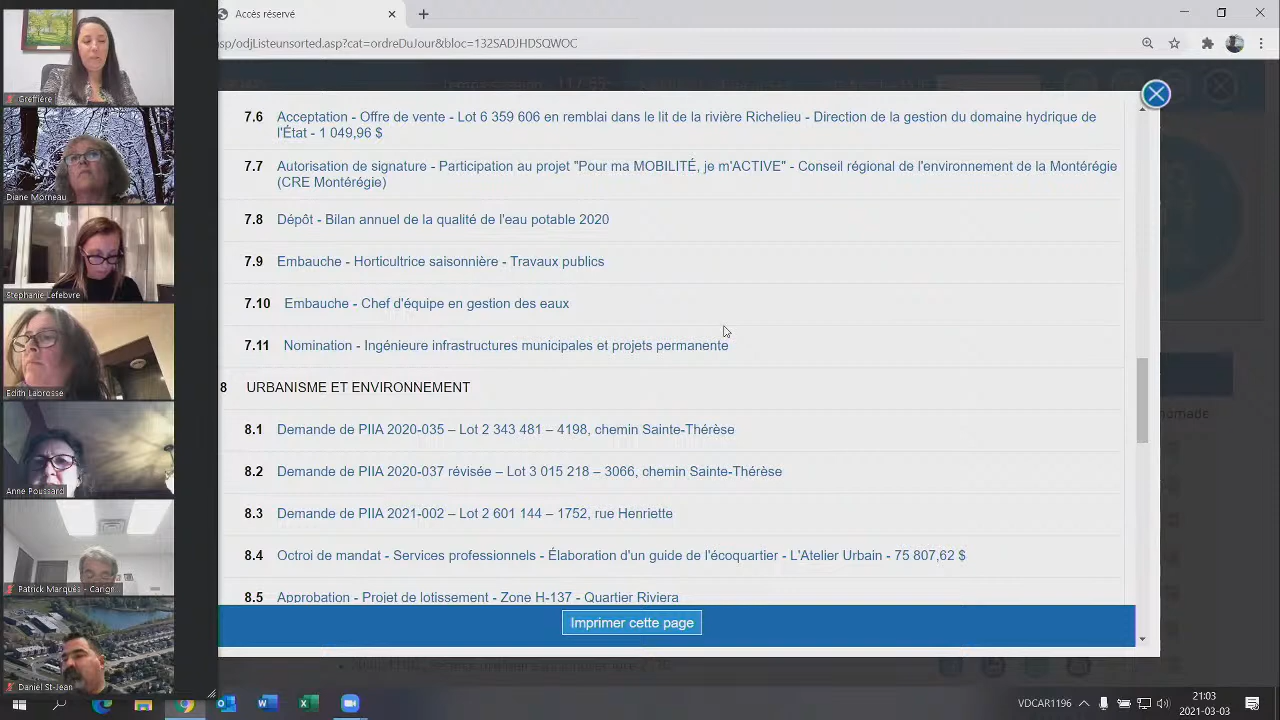 Accès réservé
sp/odjListeunsorted.asp?cat=ordreDuJour&bloc=132SADJHDSQWOC
Greffière
Diane Morneau
Stéphanie Lefebvre
Edith Labrosse
Anne Poussard
Patrick Marquès - Carign
Daniel St-Jean
7.6 Acceptation - Offre de vente - Lot 6 359 606 en remblai dans le lit de la rivière Richelieu - Direction de la gestion du domaine hydrique de
l'État - 1 049,96 $
7.7 Autorisation de signature - Participation au projet "Pour ma MOBILITÉ, je m'ACTIVE" - Conseil régional de l'environnement de la Montérégie
(CRE Montérégie)
7.8 Dépôt - Bilan annuel de la qualité de l'eau potable 2020
7.9 Embauche - Horticultrice saisonnière - Travaux publics
7.10 Embauche - Chef d'équipe en gestion des eaux
7.11 Nomination - Ingénieure infrastructures municipales et projets permanente
8 URBANISME ET ENVIRONNEMENT
8.1 Demande de PIIA 2020-035 – Lot 2 343 481 – 4198, chemin Sainte-Thérèse
8.2 Demande de PIIA 2020-037 révisée – Lot 3 015 218 – 3066, chemin Sainte-Thérèse
8.3 Demande de PIIA 2021-002 – Lot 2 601 144 – 1752, rue Henriette
8.4 Octroi de mandat - Services professionnels - Élaboration d'un guide de l'écoquartier - L'Atelier Urbain - 75 807,62 $
8.5 Approbation - Projet de lotissement - Zone H-137 - Quartier Riviera
Imprimer cette page
VDCAR1196
21:03
2021-03-03